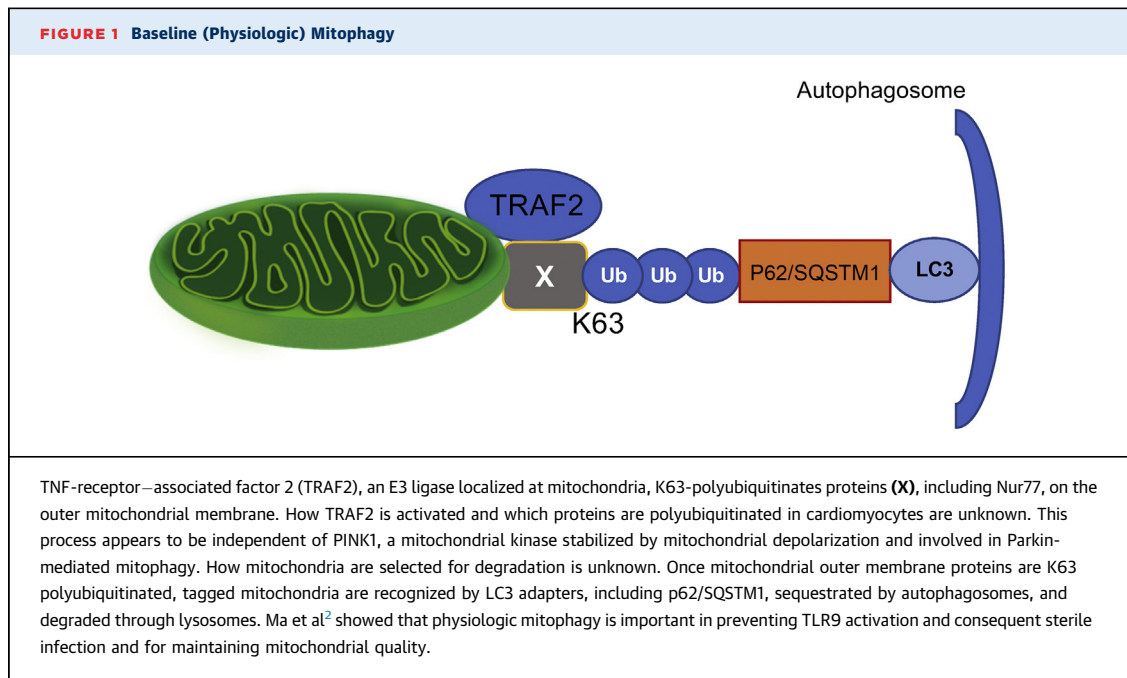 FIGURE 1 Baseline (Physiologic) Mitophagy
Autophagosome
TRAF2
X
Ub Ub Ub
P62/SQSTM1
LC3
K63
TNF-receptor–associated factor 2 (TRAF2), an E3 ligase localized at mitochondria, K63-polyubiquitinates proteins (X), including Nur77, on the
outer mitochondrial membrane. How TRAF2 is activated and which proteins are polyubiquitinated in cardiomyocytes are unknown. This
process appears to be independent of PINK1, a mitochondrial kinase stabilized by mitochondrial depolarization and involved in Parkin-
mediated mitophagy. How mitochondria are selected for degradation is unknown. Once mitochondrial outer membrane proteins are K63
polyubiquitinated, tagged mitochondria are recognized by LC3 adapters, including p62/SQSTM1, sequestrated by autophagosomes, and
degraded through lysosomes. Ma et al2 showed that physiologic mitophagy is important in preventing TLR9 activation and consequent sterile
infection and for maintaining mitochondrial quality.